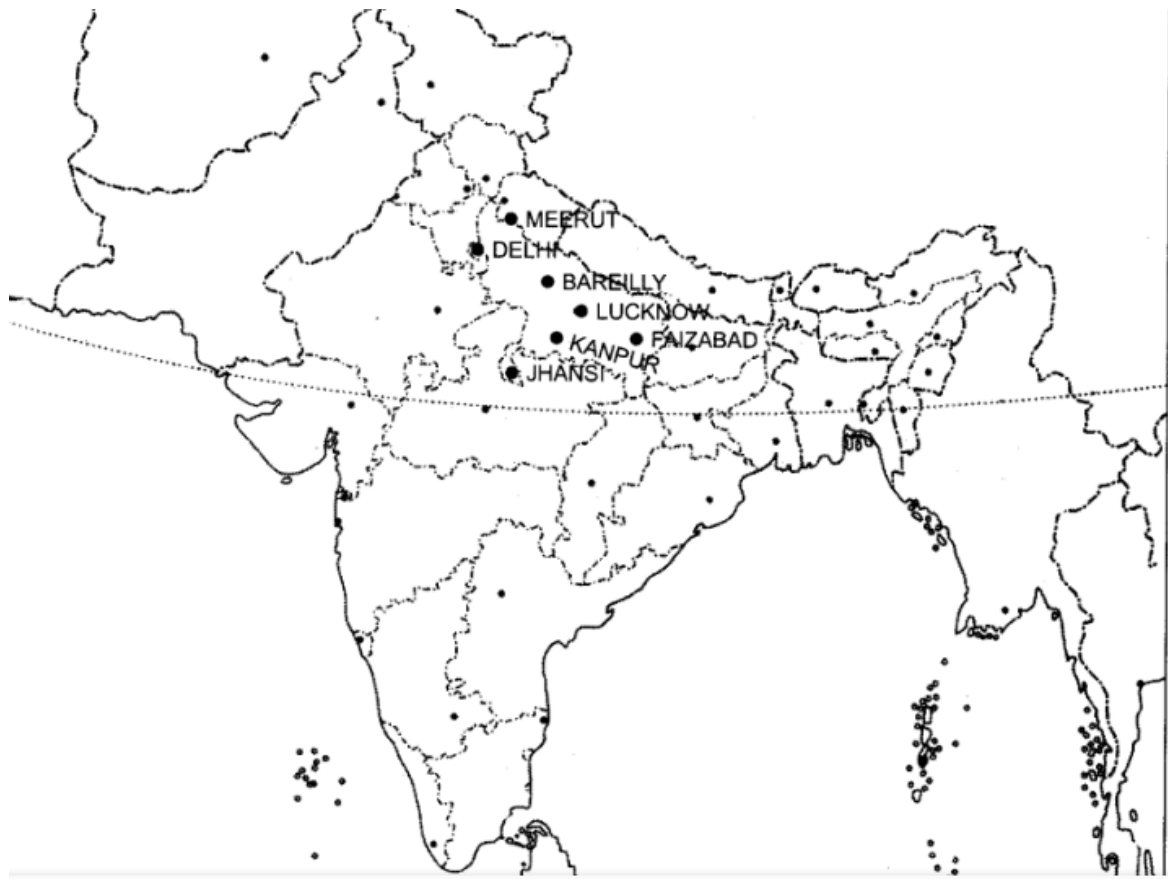 MEERUT
DELHI
BAREILLY
LUCKNOW
FAIZABAD
KANPUR
JHANSI